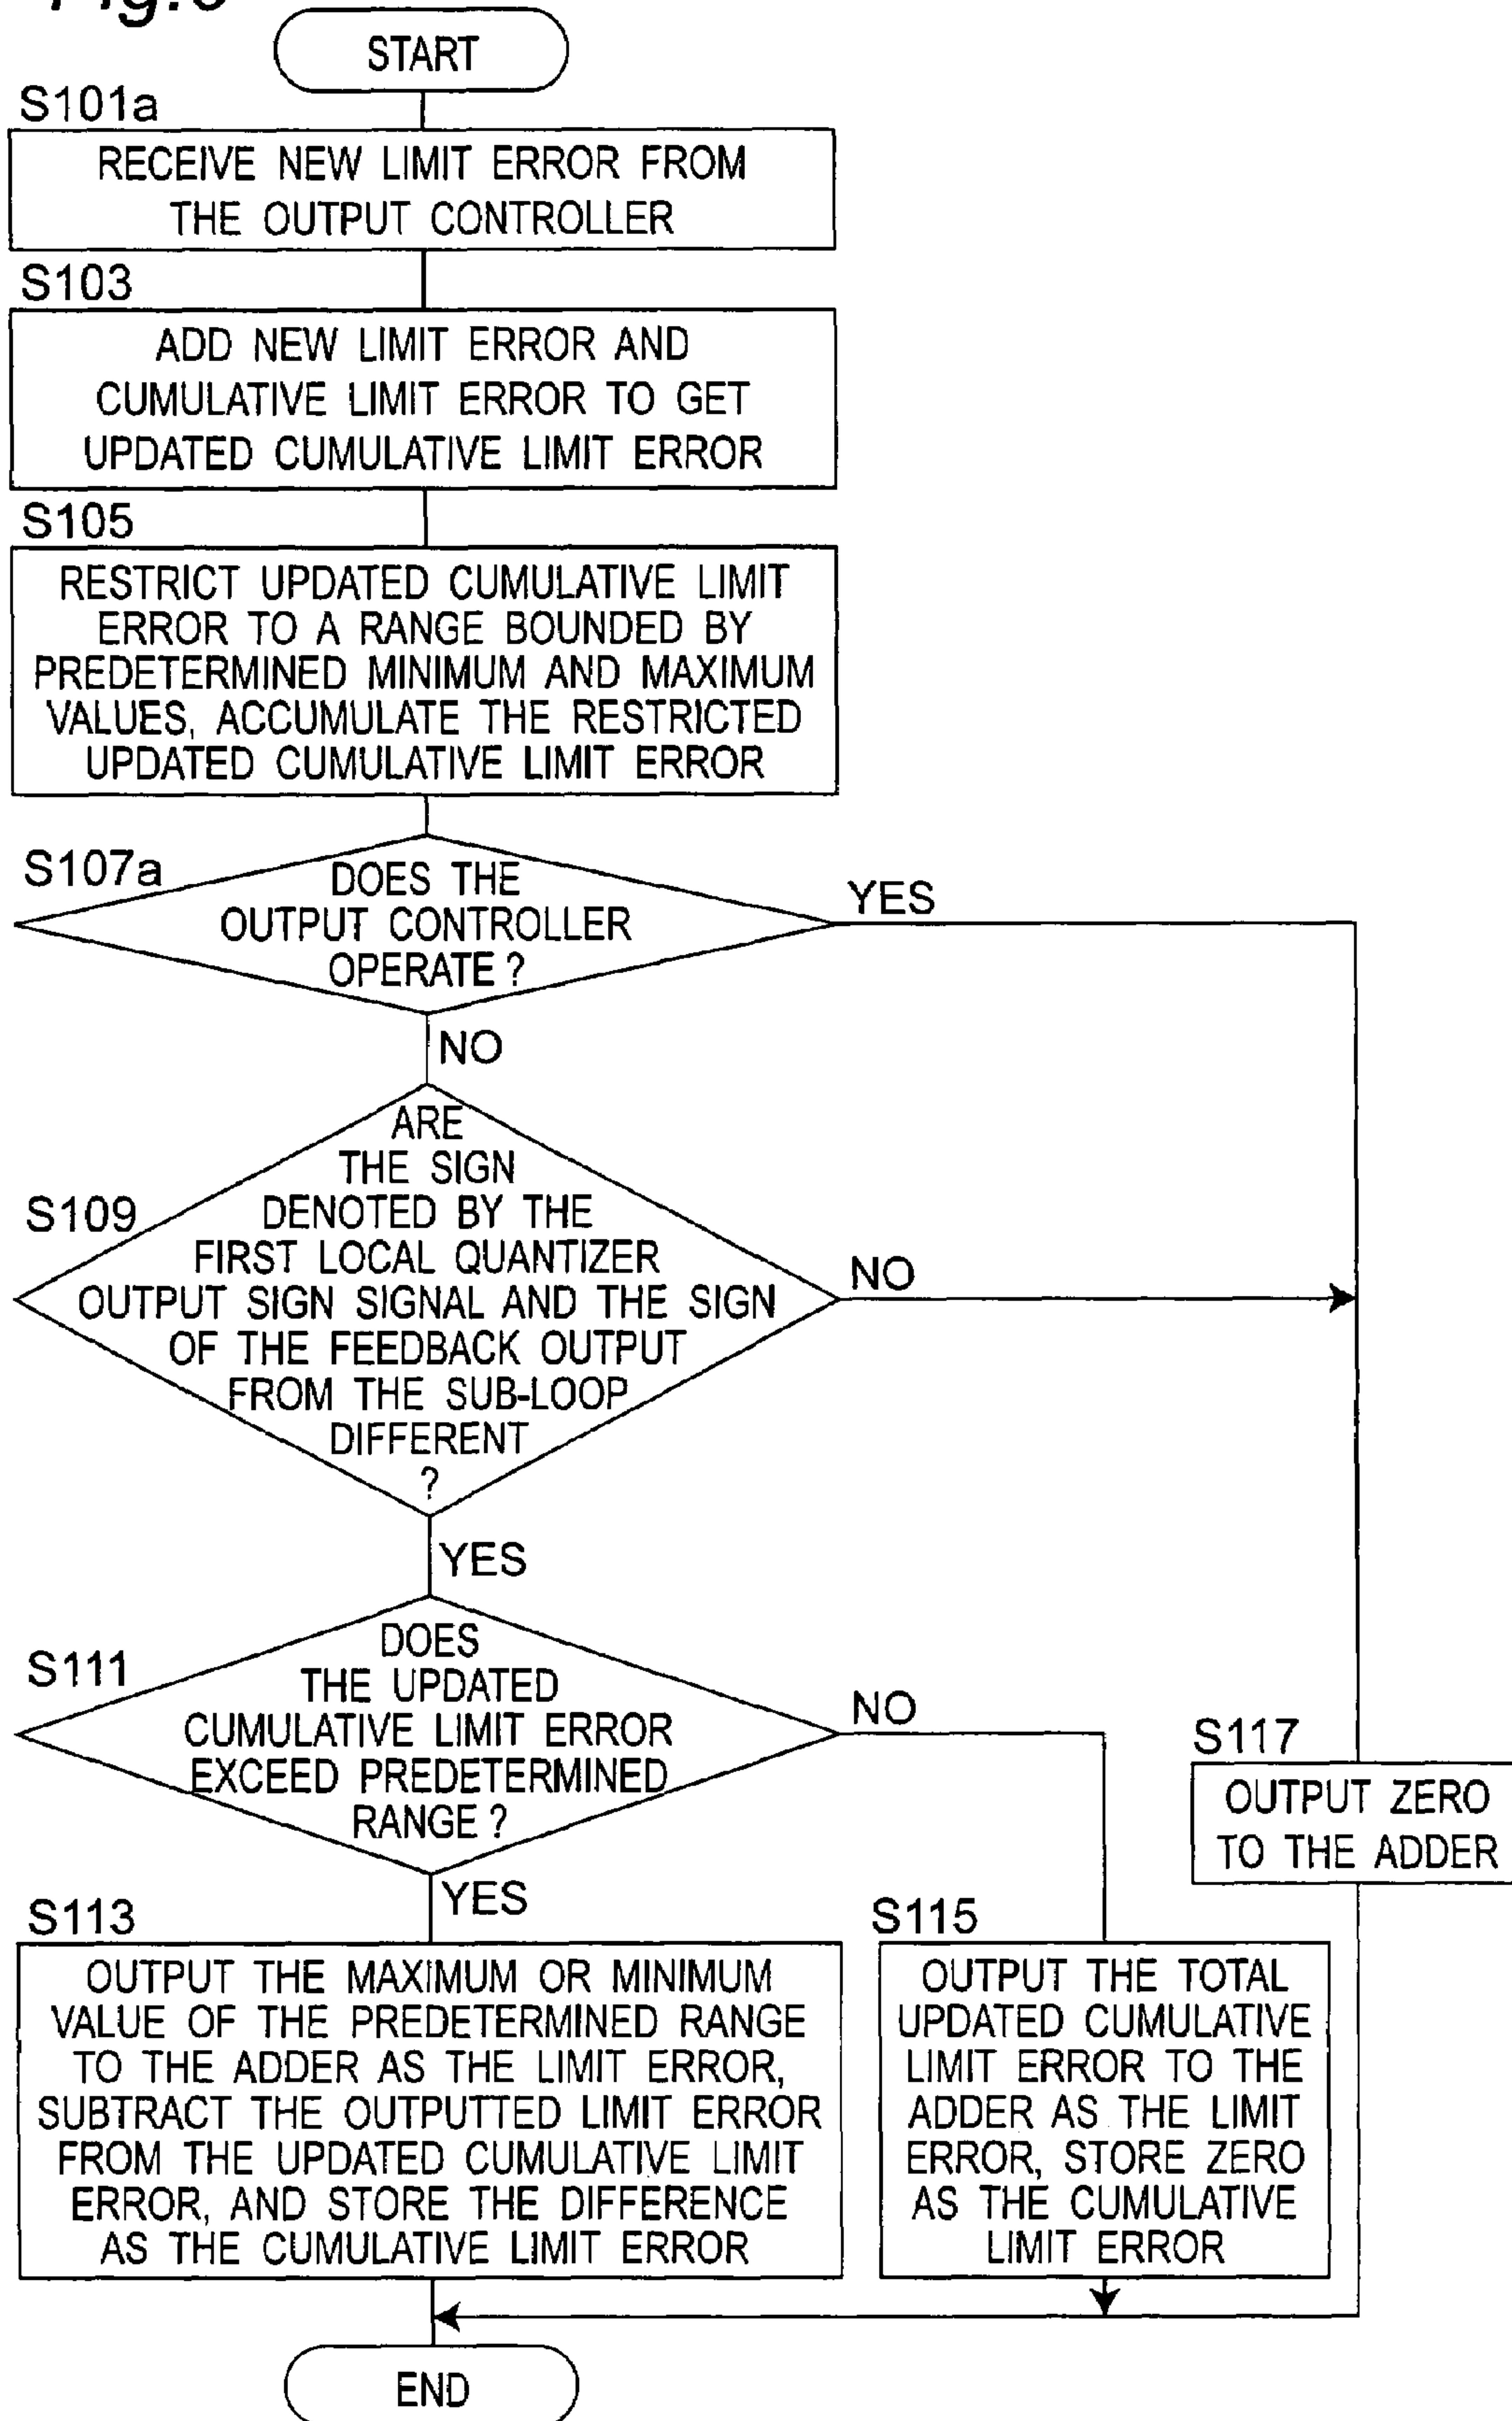 START
S101a
RECEIVE NEW LIMIT ERROR FROM
THE OUTPUT CONTROLLER
S103
ADD NEW LIMIT ERROR AND
CUMULATIVE LIMIT ERROR TO GET
UPDATED CUMULATIVE LIMIT ERROR
S105
RESTRICT UPDATED CUMULATIVE LIMIT
ERROR TO A RANGE BOUNDED BY
PREDETERMINED MINIMUM AND MAXIMUM
VALUES, ACCUMULATE THE RESTRICTED
UPDATED CUMULATIVE LIMIT ERROR
S107a
DOES THE
OUTPUT CONTROLLER
OPERATE ?
YES
NO
S109
ARE
THE SIGN
DENOTED BY THE
FIRST LOCAL QUANTIZER
OUTPUT SIGN SIGNAL AND THE SIGN
OF THE FEEDBACK OUTPUT
FROM THE SUB-LOOP
DIFFERENT
?
NO
YES
S111
DOES
THE UPDATED
CUMULATIVE LIMIT ERROR
EXCEED PREDETERMINED
RANGE ?
NO
YES
S117
OUTPUT ZERO
TO THE ADDER
S113
OUTPUT THE MAXIMUM OR MINIMUM
VALUE OF THE PREDETERMINED RANGE
TO THE ADDER AS THE LIMIT ERROR,
SUBTRACT THE OUTPUTTED LIMIT ERROR
FROM THE UPDATED CUMULATIVE LIMIT
ERROR, AND STORE THE DIFFERENCE
AS THE CUMULATIVE LIMIT ERROR
S115
OUTPUT THE TOTAL
UPDATED CUMULATIVE
LIMIT ERROR TO THE
ADDER AS THE LIMIT
ERROR, STORE ZERO
AS THE CUMULATIVE
LIMIT ERROR
END